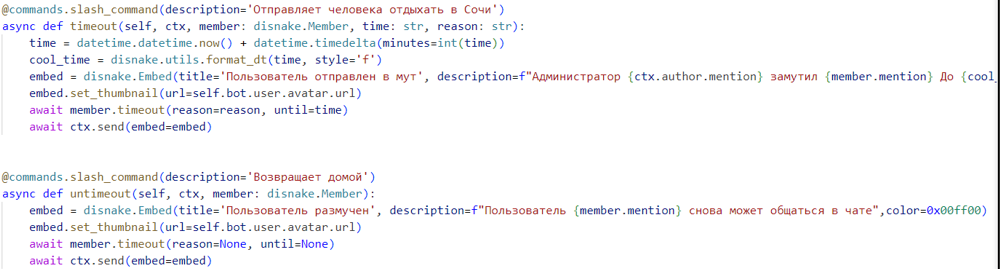 @commands.slash_command(description='Отправляет человека отдыхать в Сочи')
async def timeout(self, ctx, member: disnake.Member, time: str, reason: str):
    time = datetime.datetime.now() + datetime.timedelta(minutes=int(time))
    cool_time = disnake.utils.format_dt(time, style='f')
    embed = disnake.Embed(title='Пользователь отправлен в мут', description=f"Администратор {ctx.author.mention} замутил {member.mention} До {cool_
    embed.set_thumbnail(url=self.bot.user.avatar.url)
    await member.timeout(reason=reason, until=time)
    await ctx.send(embed=embed)
@commands.slash_command(description='Возвращает домой')
async def untimeout(self, ctx, member: disnake.Member):
    embed = disnake.Embed(title='Пользователь размучен', description=f"Пользователь {member.mention} снова может общаться в чате",color=0x00ff00)
    embed.set_thumbnail(url=self.bot.user.avatar.url)
    await member.timeout(reason=None, until=None)
    await ctx.send(embed=embed)